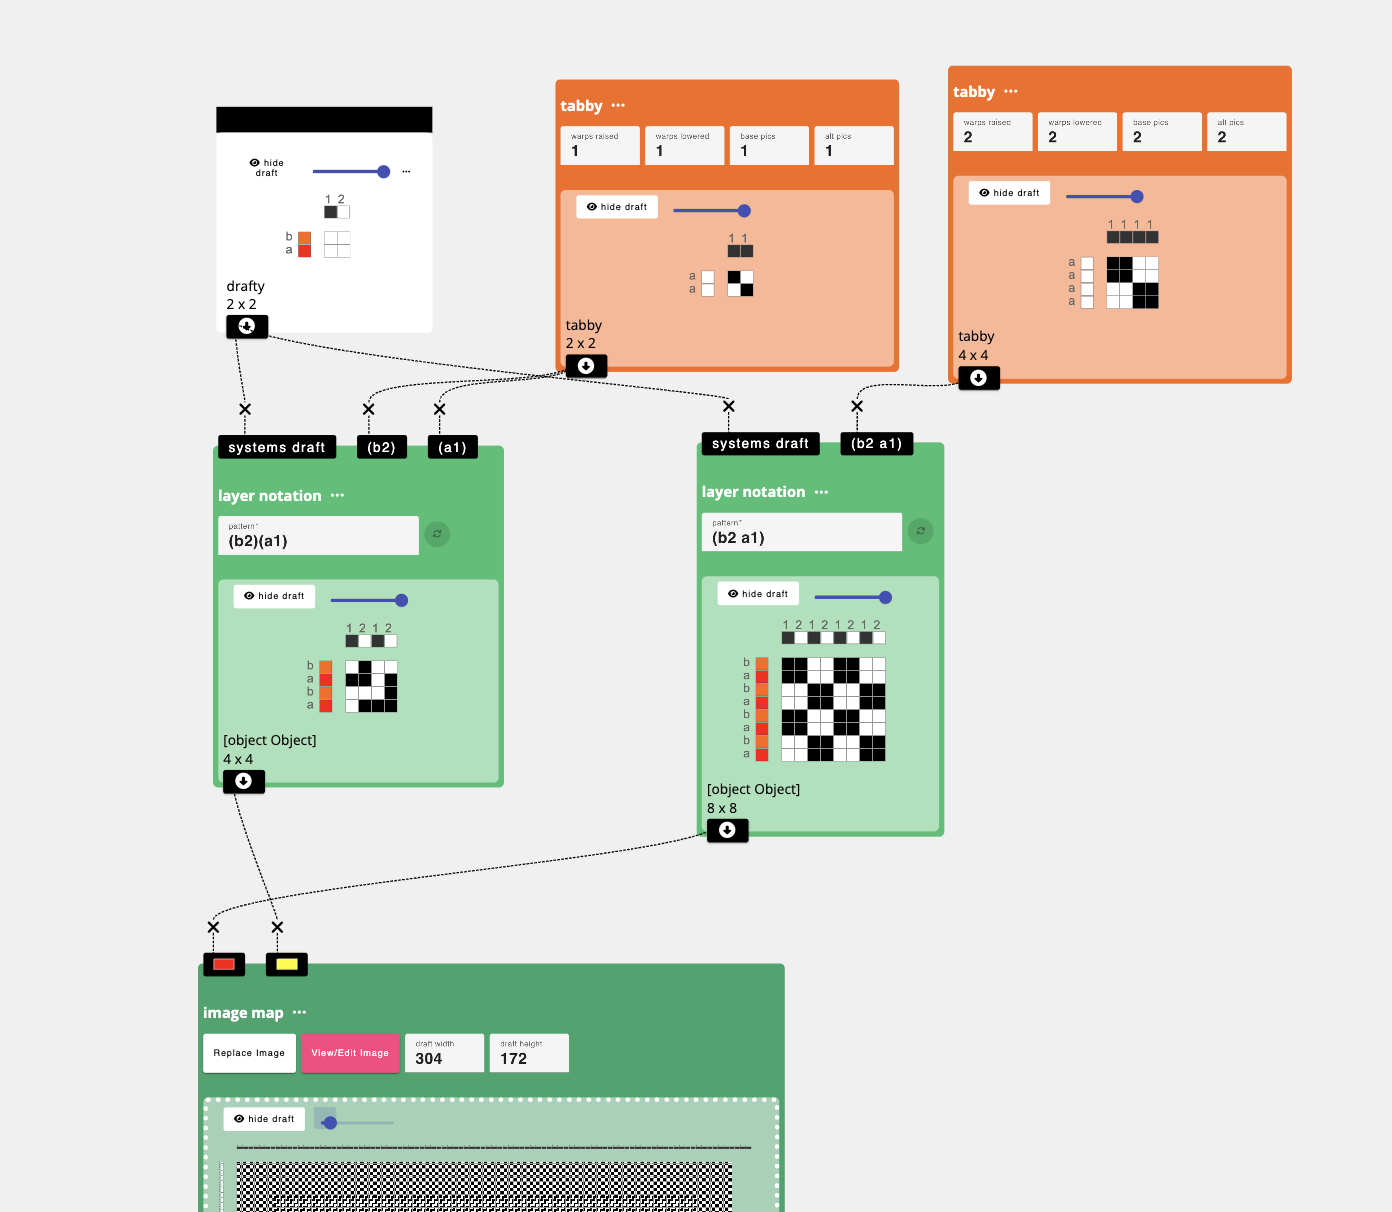 hide
draft
1 2
b
a
drafty
2 x 2
tabby
warps raised
1
warps lowered
1
base pics
1
alt pics
1
hide draft
1 1
a
a
tabby
2 x 2
tabby
warps raised
2
warps lowered
2
base pics
2
alt pics
2
hide draft
1 1 1 1
a
a
a
a
tabby
4 x 4
systems draft
(b2)
(a1)
layer notation
pattern*
(b2)(a1)
hide draft
1 2 1 2
b
a
b
a
[object Object]
4 x 4
systems draft
(b2 a1)
layer notation
pattern*
(b2 a1)
hide draft
1 2 1 2 1 2 1 2
b
a
b
a
b
a
b
a
[object Object]
8 x 8
image map
Replace Image
View/Edit Image
draft width
304
draft height
172
hide draft